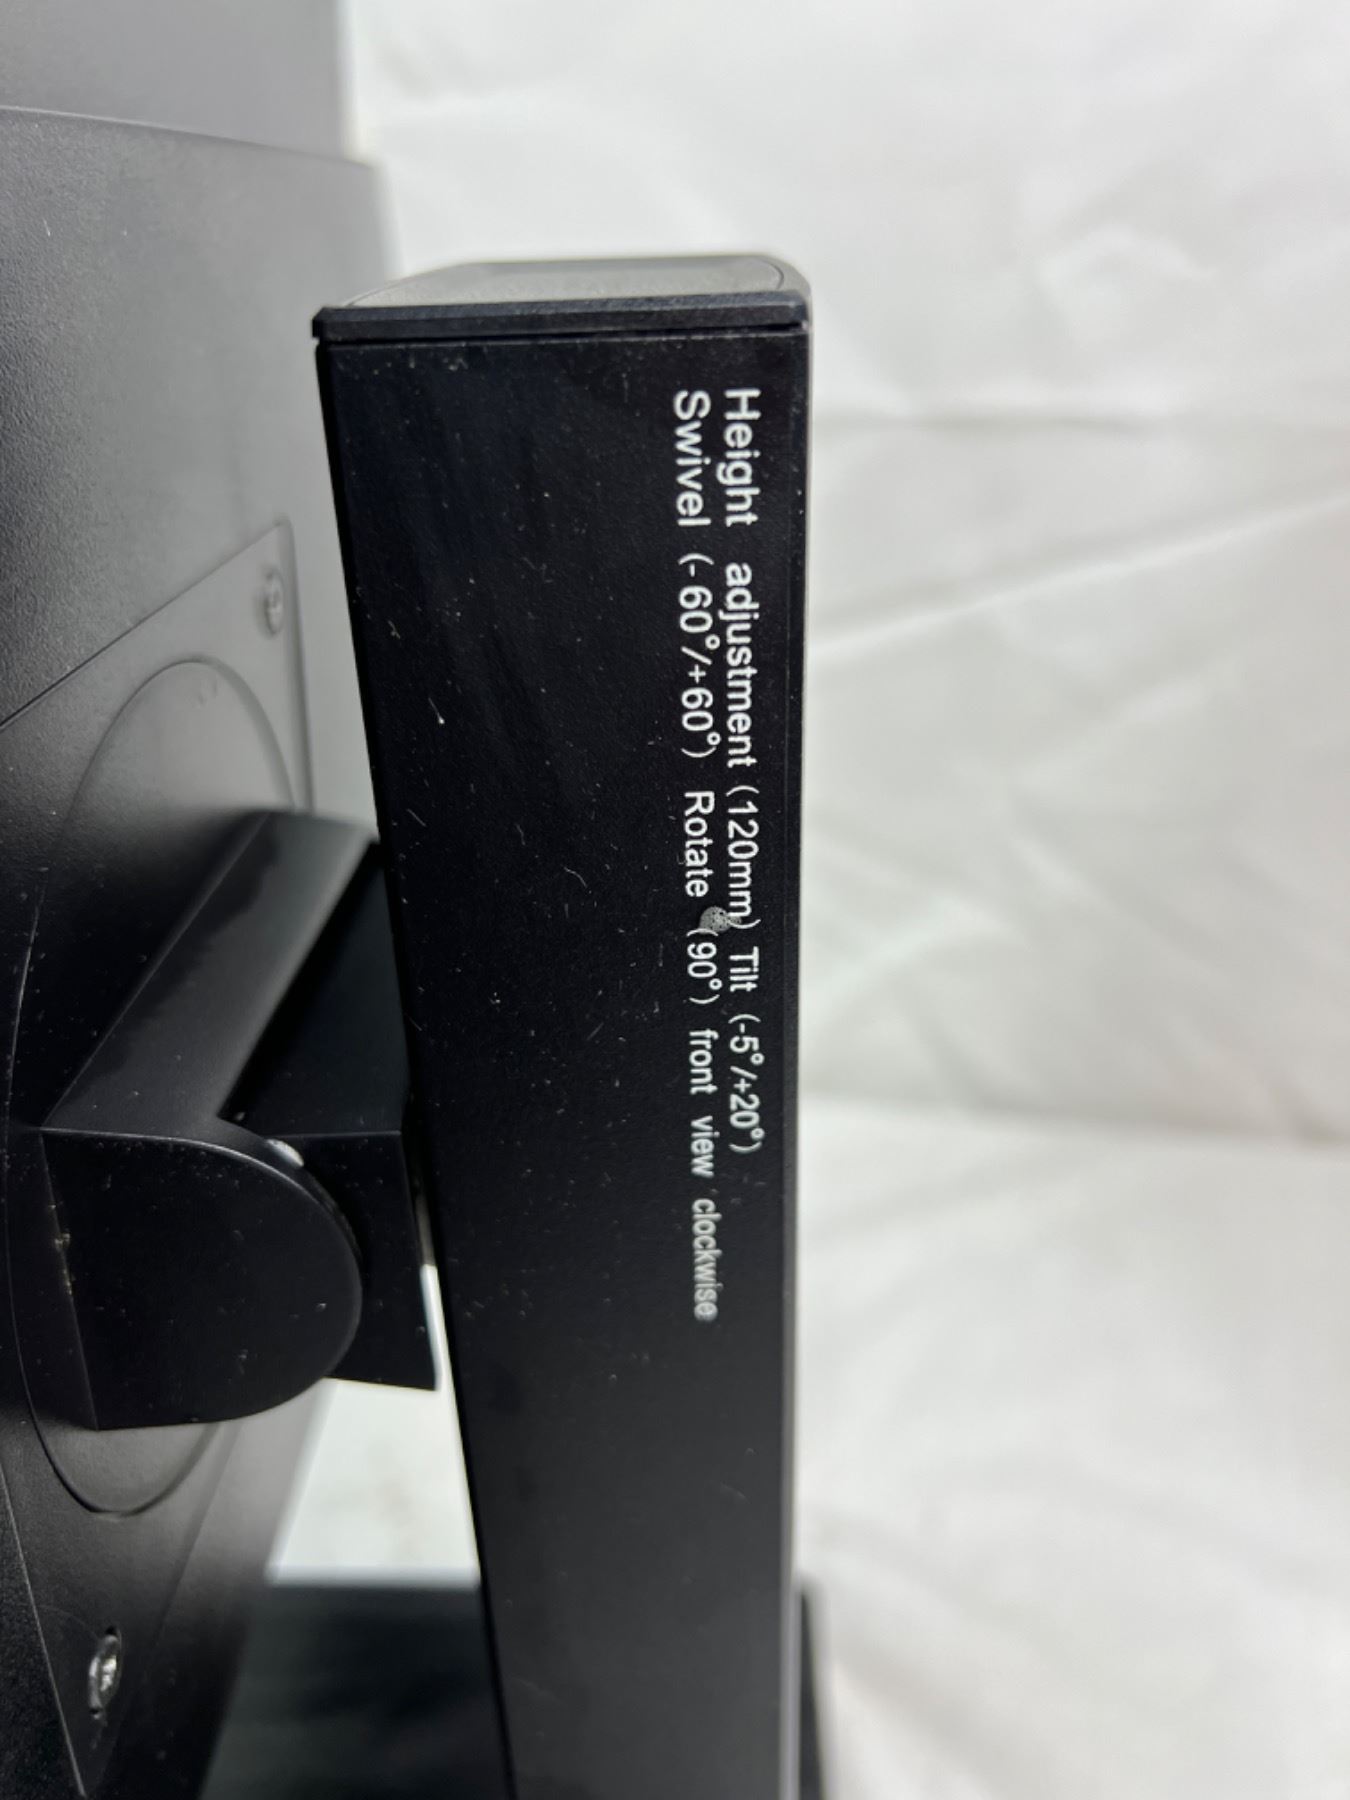 Height adjustment (120mm) Tilt (-5°/+20°)
Swivel (-60°/+60°) Rotate (90°) front view clockwise